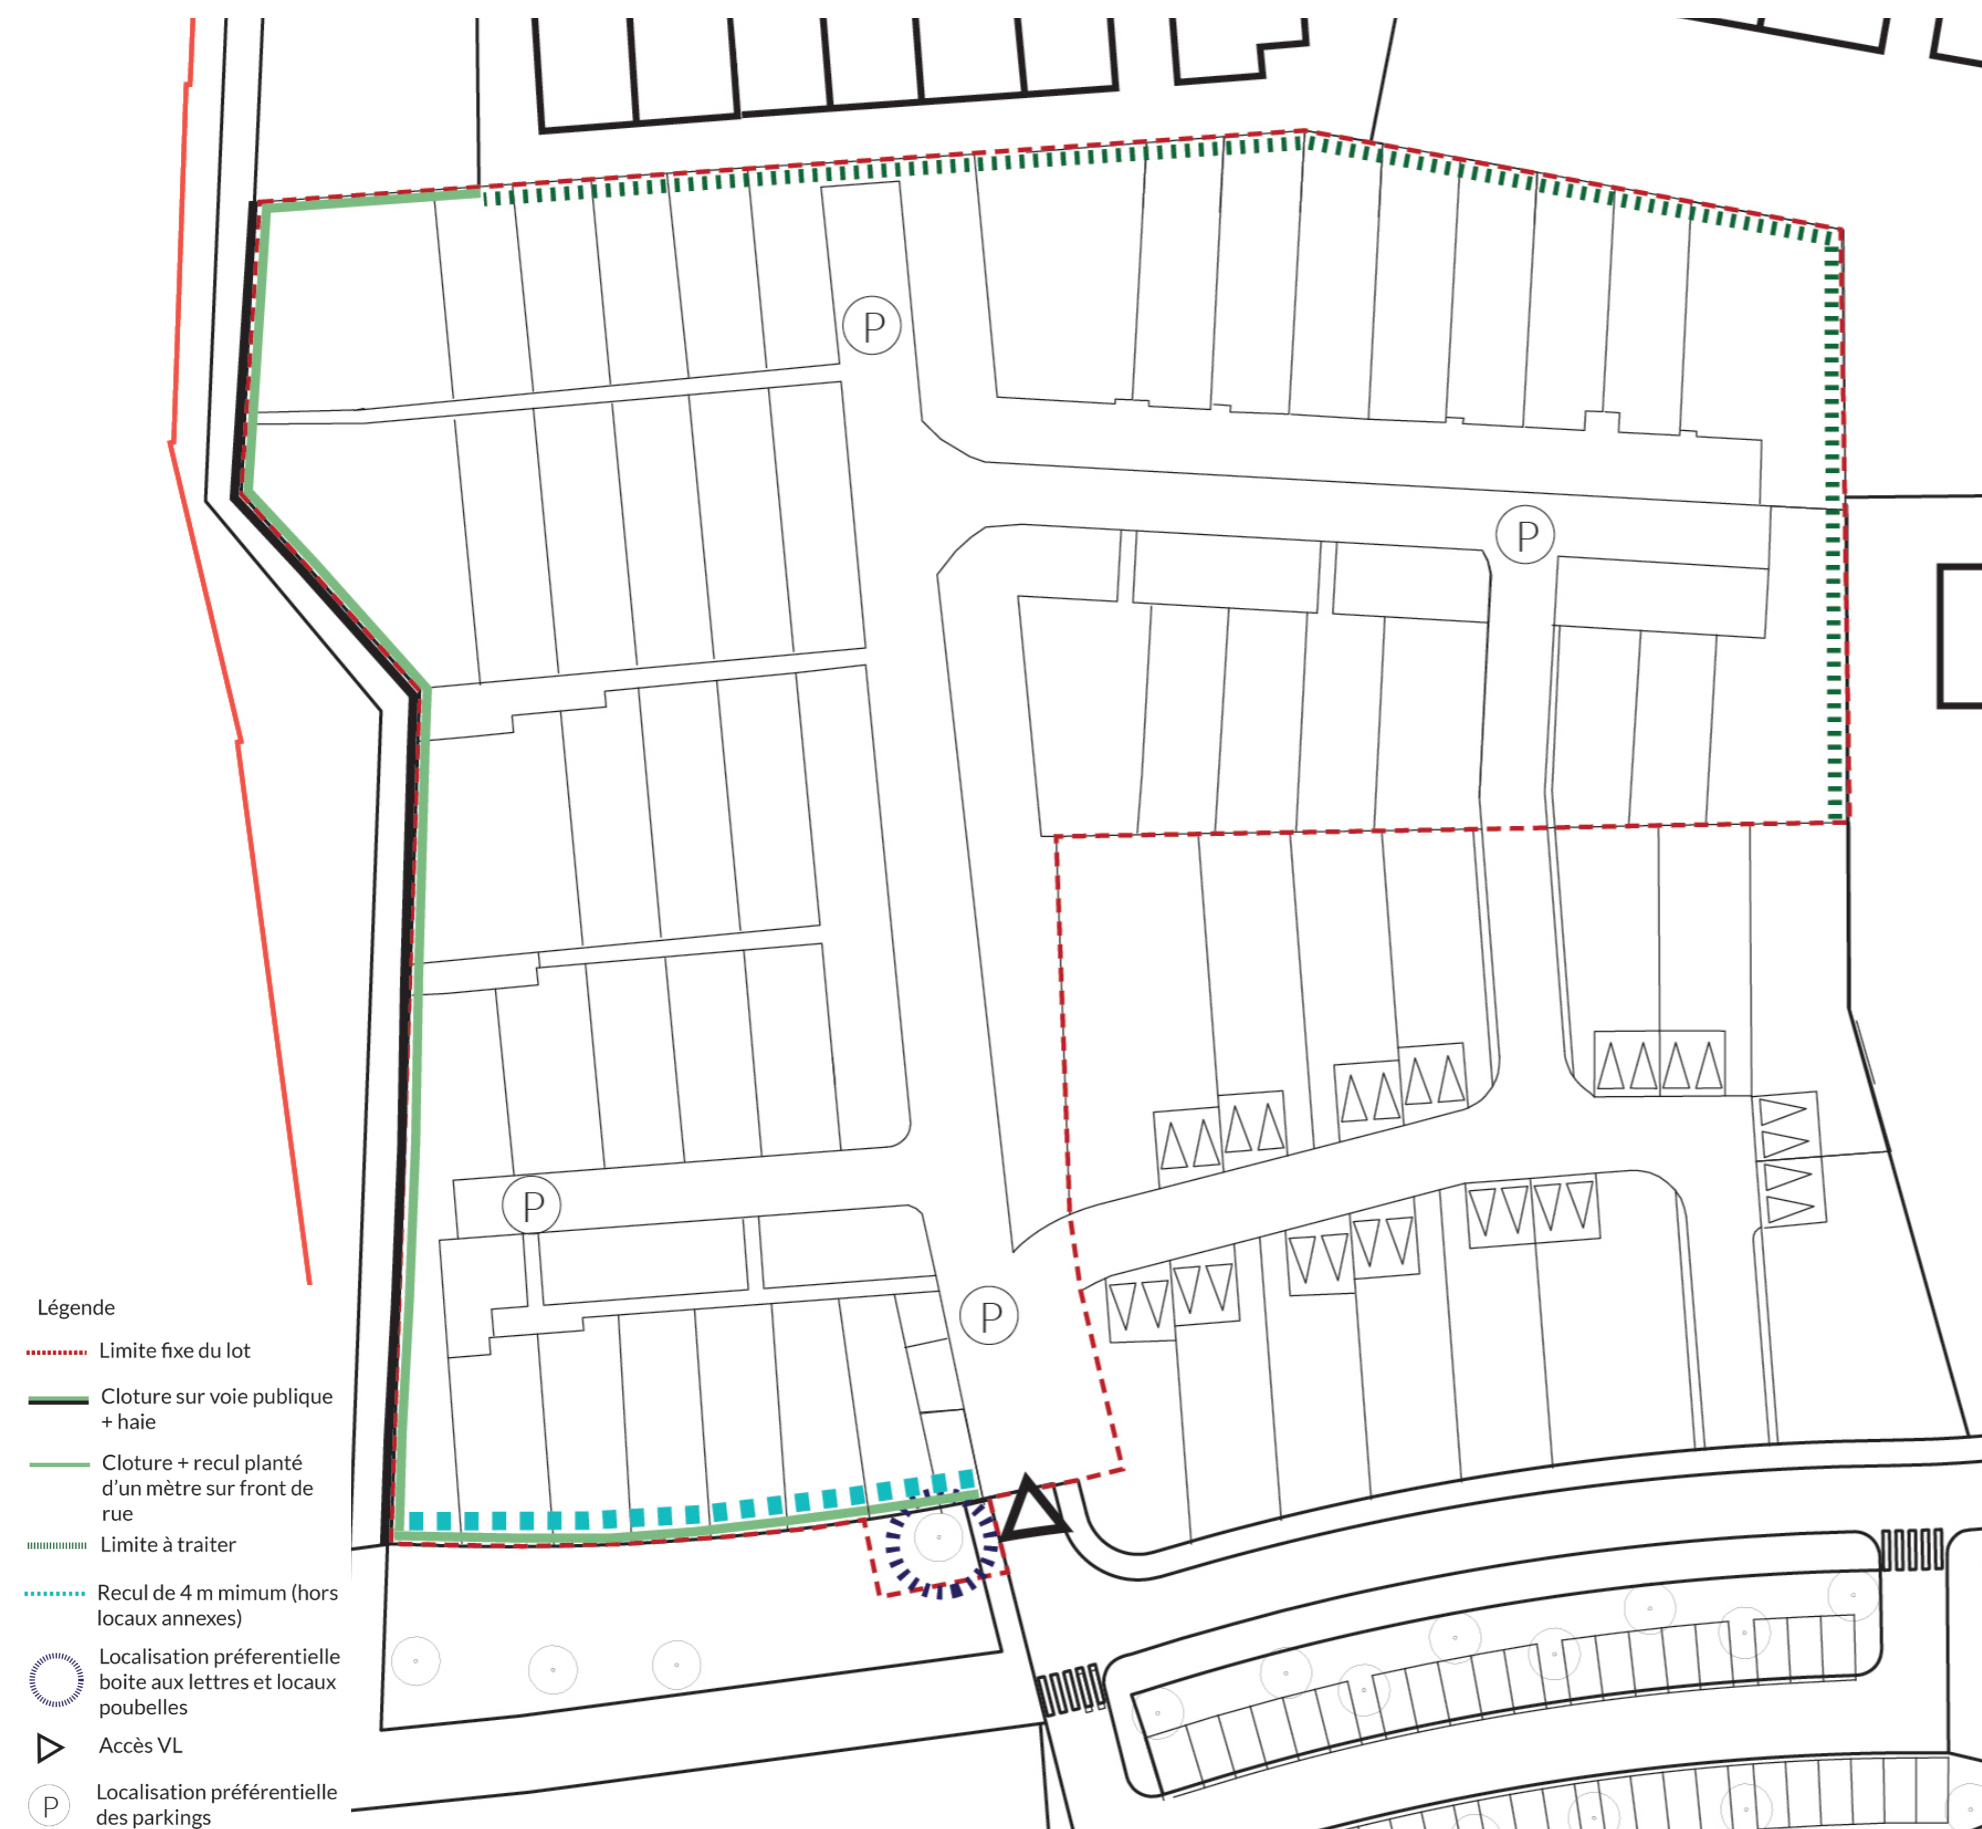 P
P
P
P
Légende
Limite fixe du lot
Cloture sur voie publique
+ haie
Cloture + recul planté
d’un mètre sur front de
rue
Limite à traiter
Recul de 4 m mimum (hors
locaux annexes)
Localisation préferentielle
boite aux lettres et locaux
poubelles
Accès VL
P
Localisation préférentielle
des parkings